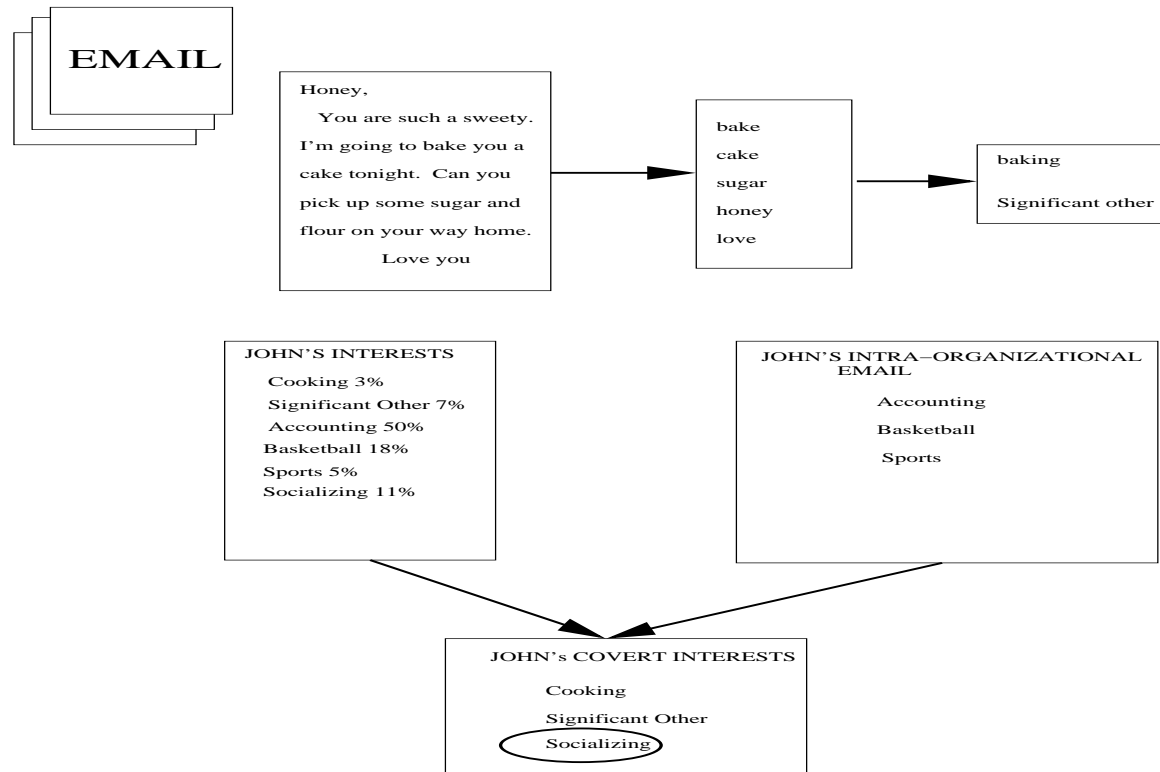 EMAIL
Honey,
You are such a sweety.
I'm going to bake you a
cake tonight. Can you
pick up some sugar and
flour on your way home.
Love you
bake
cake
sugar
honey
love
baking
Significant other
JOHN'S INTERESTS
Cooking 3%
Significant Other 7%
Accounting 50%
Basketball 18%
Sports 5%
Socializing 11%
JOHN'S INTRA−ORGANIZATIONAL
EMAIL
Accounting
Basketball
Sports
JOHN's COVERT INTERESTS
Cooking
Significant Other
Socializing